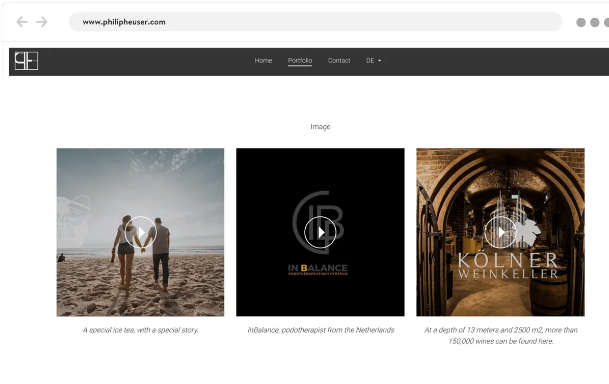 www.philipheuser.com
Home Portfolio Contact DE
Image
IN BALANCE
KÖLNER
WEINKELLER
A special ice tea, with a special story.
InBalance, podotherapist from the Netherlands
At a depth of 13 meters and 2500 m2, more than
150,000 wines can be found here.